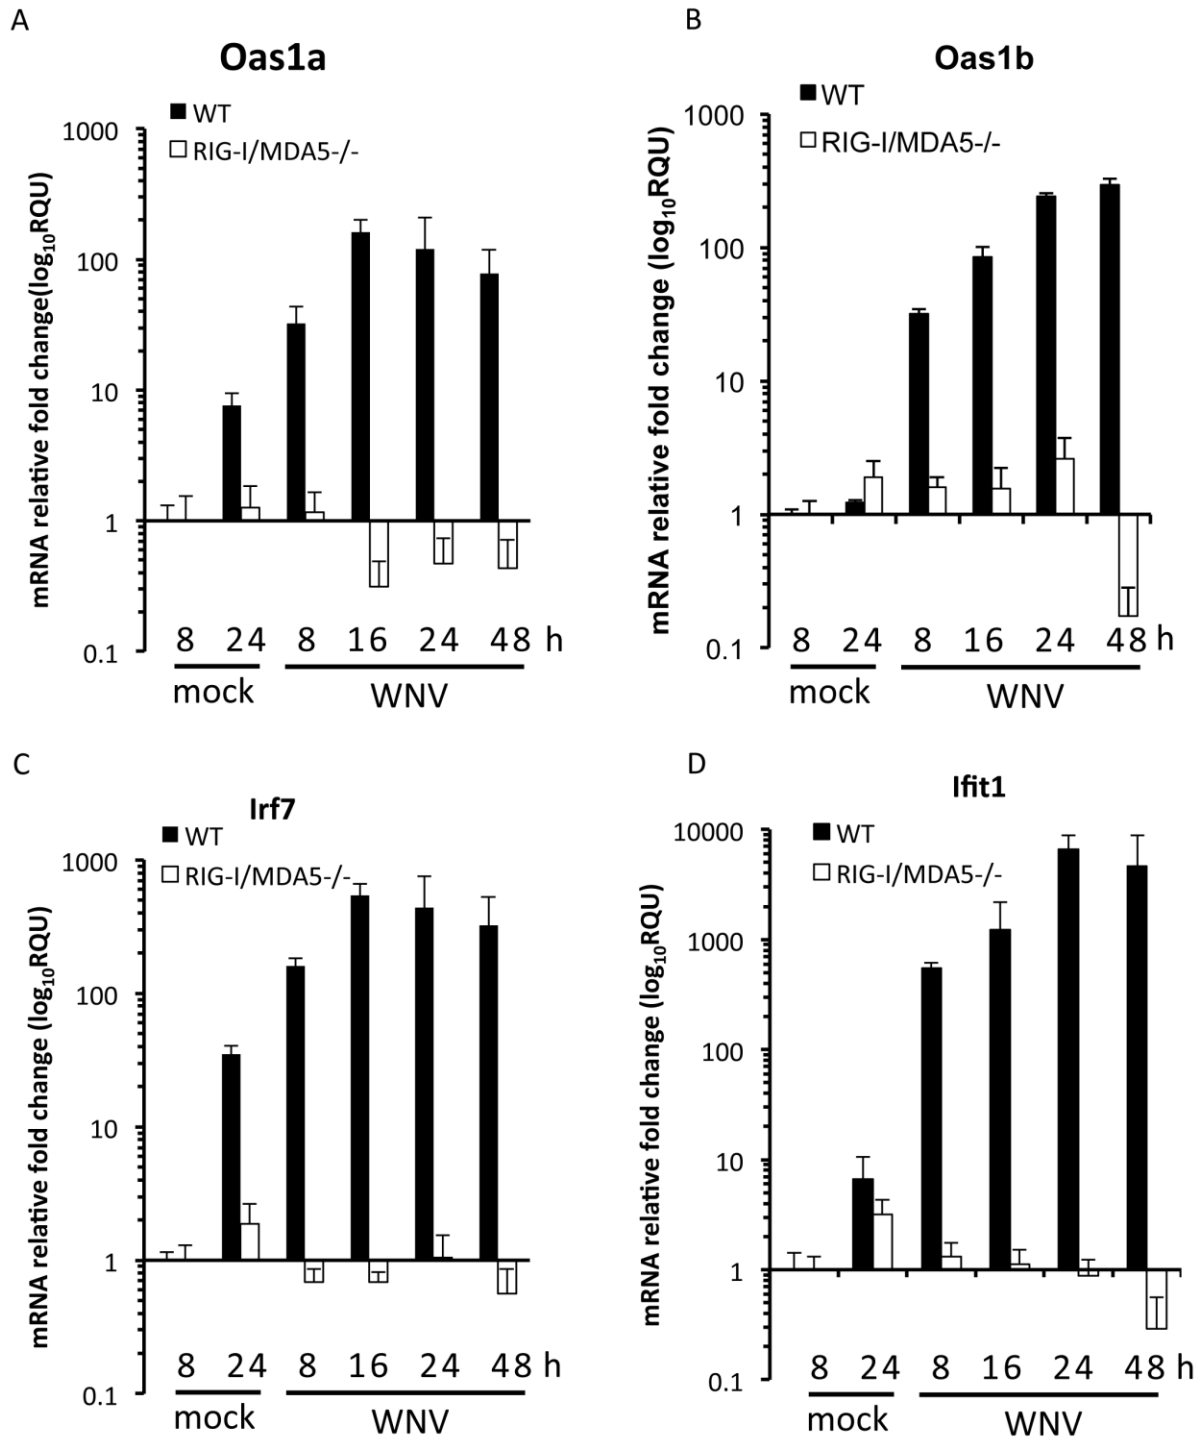 A
Oas1a
WT
RIG-I/MDA5-/-
mRNA relative fold change(log10RQU)
1000
100
10
1
0.1
8 24 8 16 24 48 h
mock WNV
B
Oas1b
WT
RIG-I/MDA5-/-
mRNA relative fold change (log10RQU)
1000
100
10
1
0.1
8 24 8 16 24 48 h
mock WNV
C
Irf7
WT
RIG-I/MDA5-/-
mRNA relative fold change (log10RQU)
1000
100
10
1
0.1
8 24 8 16 24 48 h
mock WNV
D
Ifit1
WT
RIG-I/MDA5-/-
mRNA relative fold change (log10RQU)
10000
1000
100
10
1
0.1
8 24 8 16 24 48 h
mock WNV